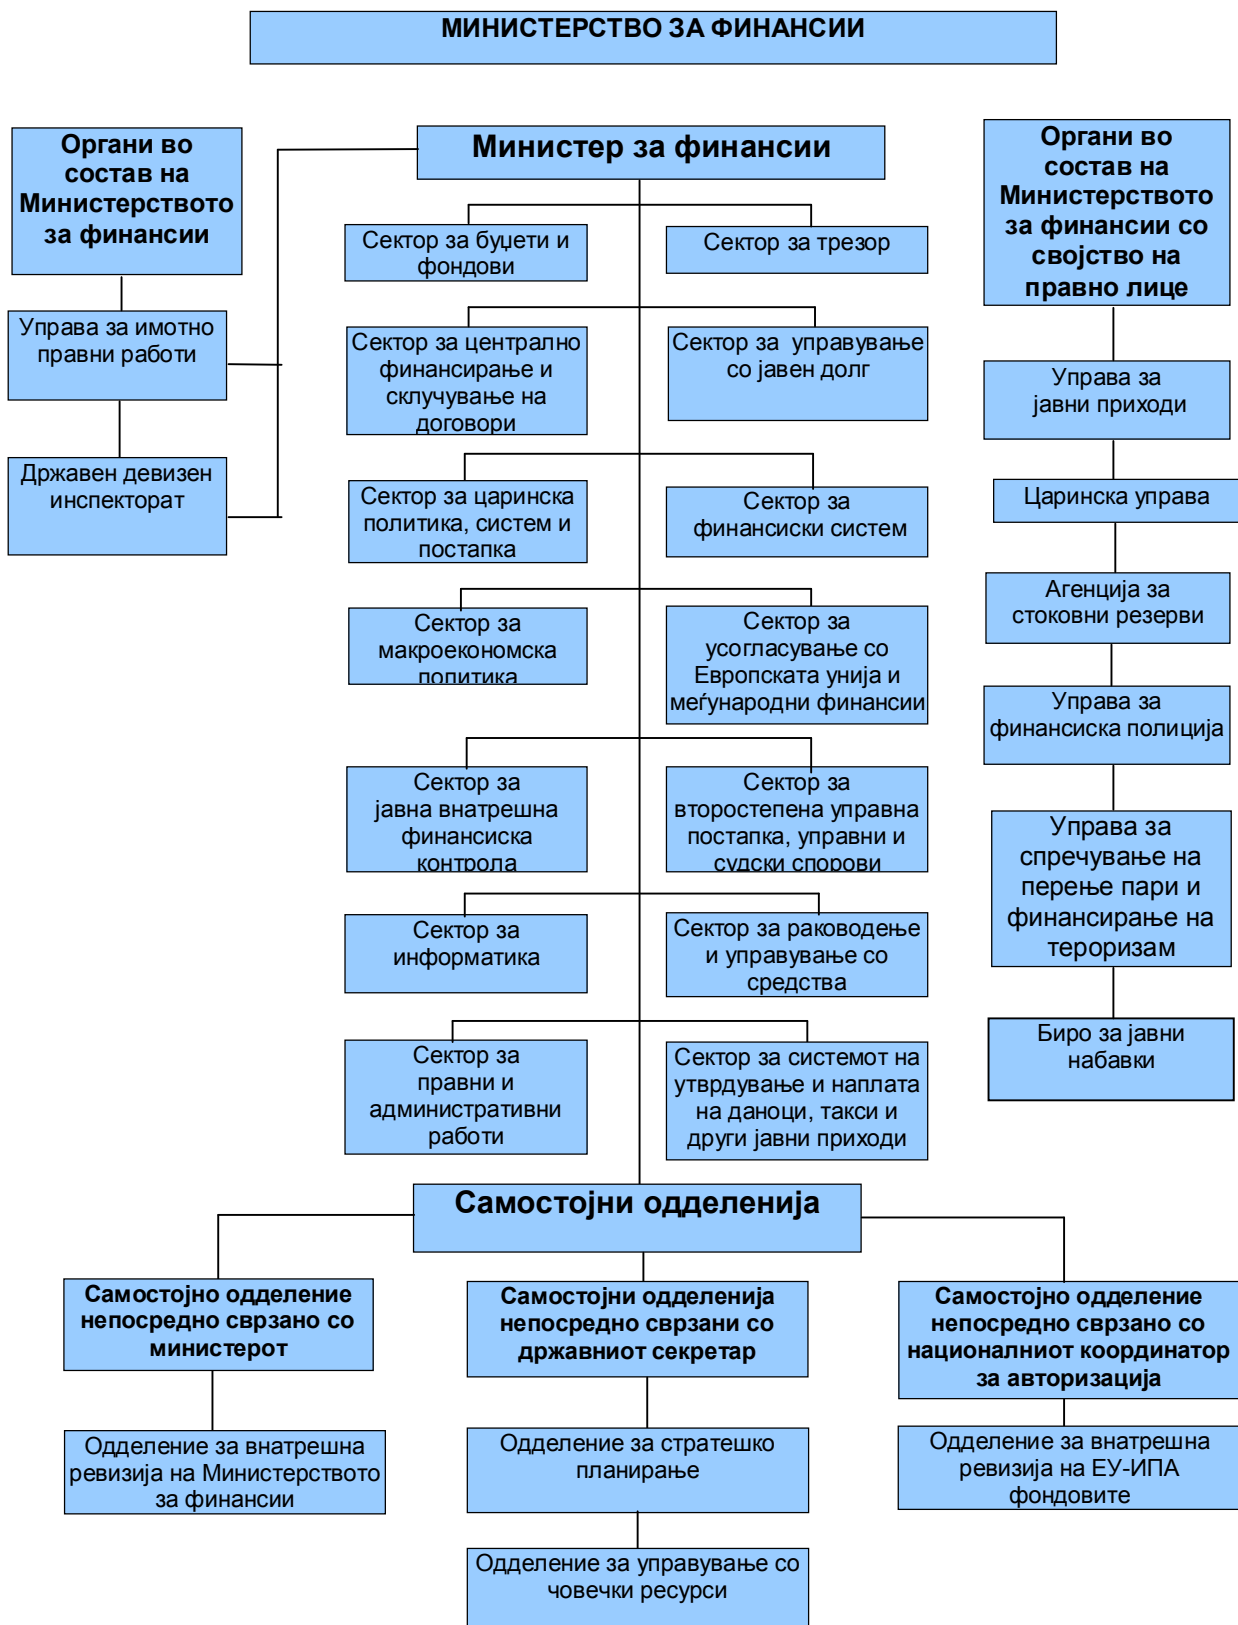 МИНИСТЕРСТВО ЗА ФИНАНСИИ
Органи во
состав на
Министерството
за финансии
Управа за имотно
правни работи
Државен девизен
инспекторат
Министер за финансии
Сектор за буџети и
фондови
Сектор за трезор
Сектор за централно
финансирање и
склучување на
договори
Сектор за управување
со јавен долг
Сектор за царинска
политика, систем и
постапка
Сектор за
финансиски систем
Сектор за
макроекономска
политика
Сектор за
усогласување со
Европската унија и
меѓународни финансии
Сектор за
јавна внатрешна
финансиска
контрола
Сектор за
второстепена управна
постапка, управни и
судски спорови
Сектор за
информатика
Сектор за раководење
и управување со
средства
Сектор за
правни и
административни
работи
Сектор за системот на
утврдување и наплата
на даноци, такси и
други јавни приходи
Органи во
состав на
Министерството
за финансии со
својство на
правно лице
Управа за
јавни приходи
Царинска управа
Агенција за
стоковни резерви
Управа за
финансиска полиција
Управа за
спречување на
перење пари и
финансирање на
тероризам
Биро за јавни
набавки
Самостојни одделенија
Самостојно одделение
непосредно сврзано со
министерот
Одделение за внатрешна
ревизија на Министерството
за финансии
Самостојни одделенија
непосредно сврзани со
државниот секретар
Одделение за стратешко
планирање
Одделение за управување со
човечки ресурси
Самостојно одделение
непосредно сврзано со
националниот координатор
за авторизација
Одделение за внатрешна
ревизија на ЕУ-ИПА
фондовите